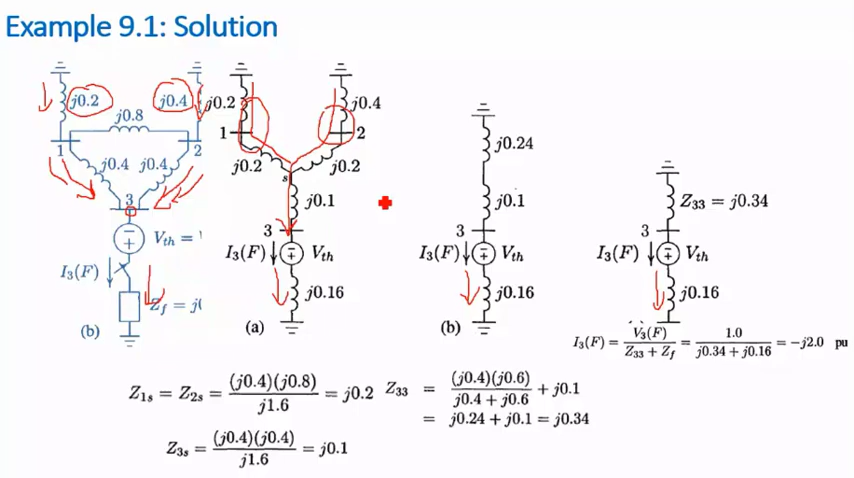 Example 9.1: Solution
j0.2
j0.4
j0.8
1
2
j0.4
j0.4
3
V_th =
I_3(F)
Z_f = j(
(b)
j0.2
j0.4
1
2
j0.2
j0.2
s
j0.1
3
I_3(F)
V_th
j0.16
(a)
j0.24
j0.1
3
I_3(F)
V_th
j0.16
(b)
Z_33 = j0.34
3
I_3(F)
V_th
j0.16
I_3(F) = V_3(F) / (Z_33 + Z_f) = 1.0 / (j0.34 + j0.16) = −j2.0 pu
Z_1s = Z_2s = (j0.4)(j0.8) / j1.6 = j0.2
Z_3s = (j0.4)(j0.4) / j1.6 = j0.1
Z_33 = (j0.4)(j0.6) / (j0.4 + j0.6) + j0.1
= j0.24 + j0.1 = j0.34